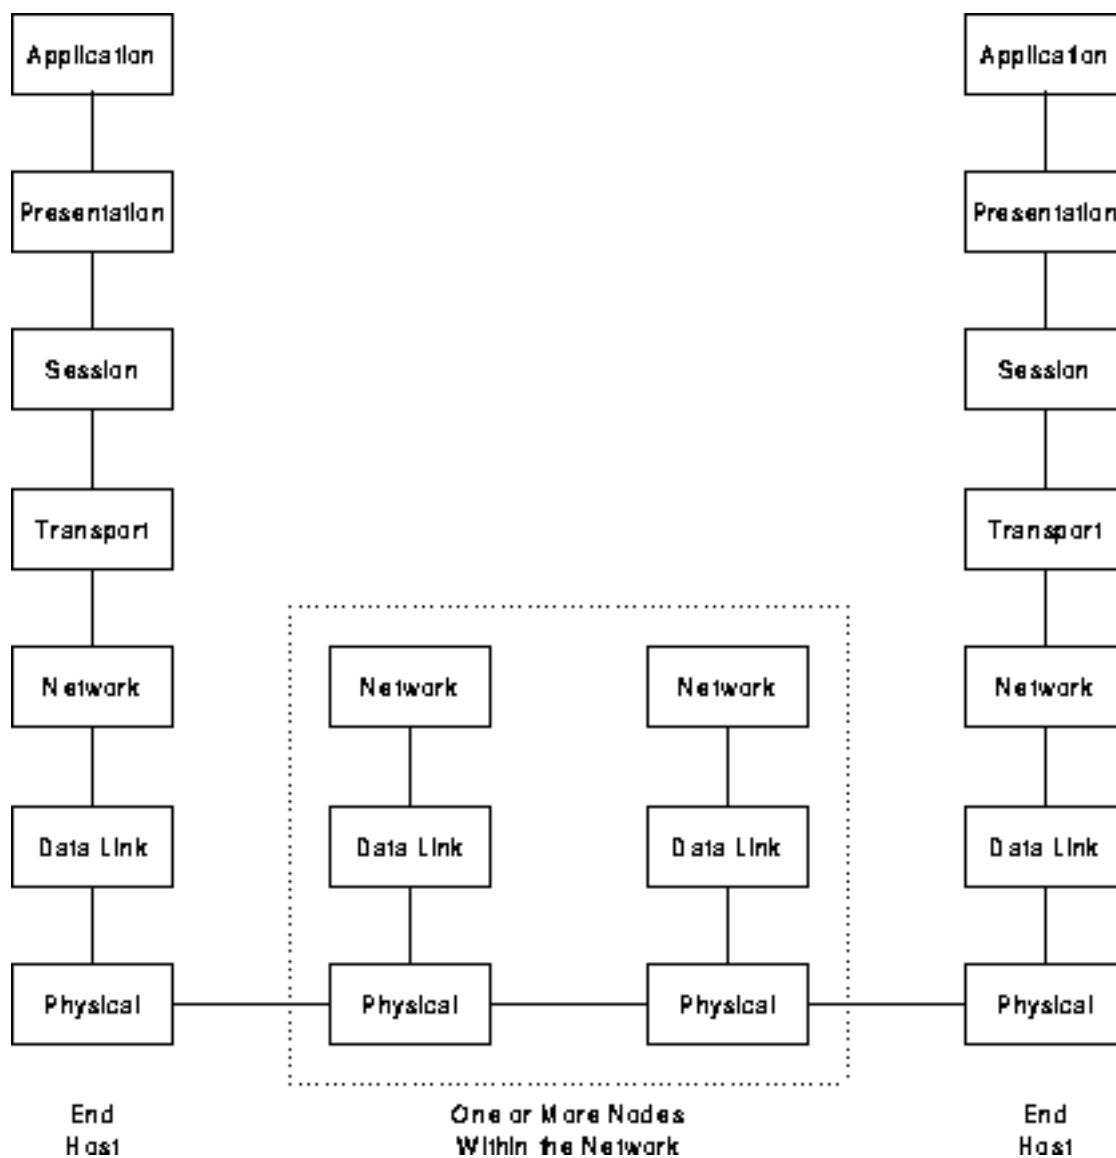 Application
Application
Presentation
Presentation
Session
Session
Transport
Transport
Network
Network
Network
Network
Data Link
Data Link
Data Link
Data Link
Physical
Physical
Physical
Physical
End
Host
One or More Nodes
Within the Network
End
Host